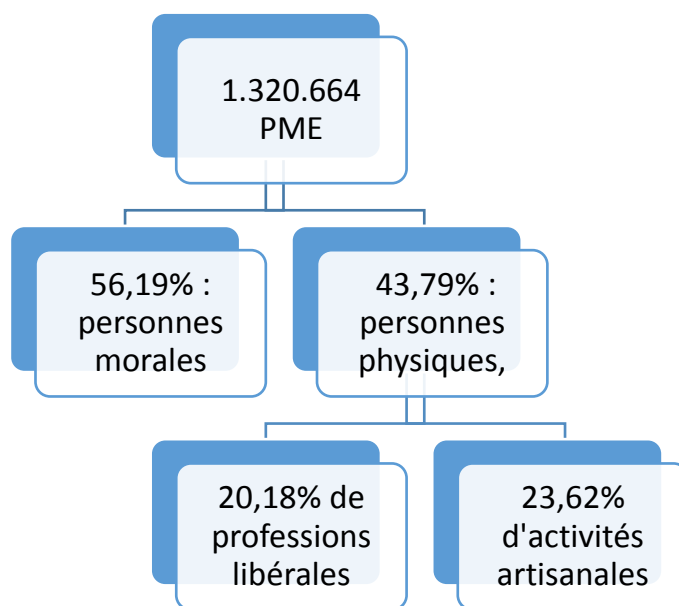 1.320.664
PME
56,19% :
personnes
morales
43,79% :
personnes
physiques,
20,18% de
professions
libérales
23,62%
d'activités
artisanales